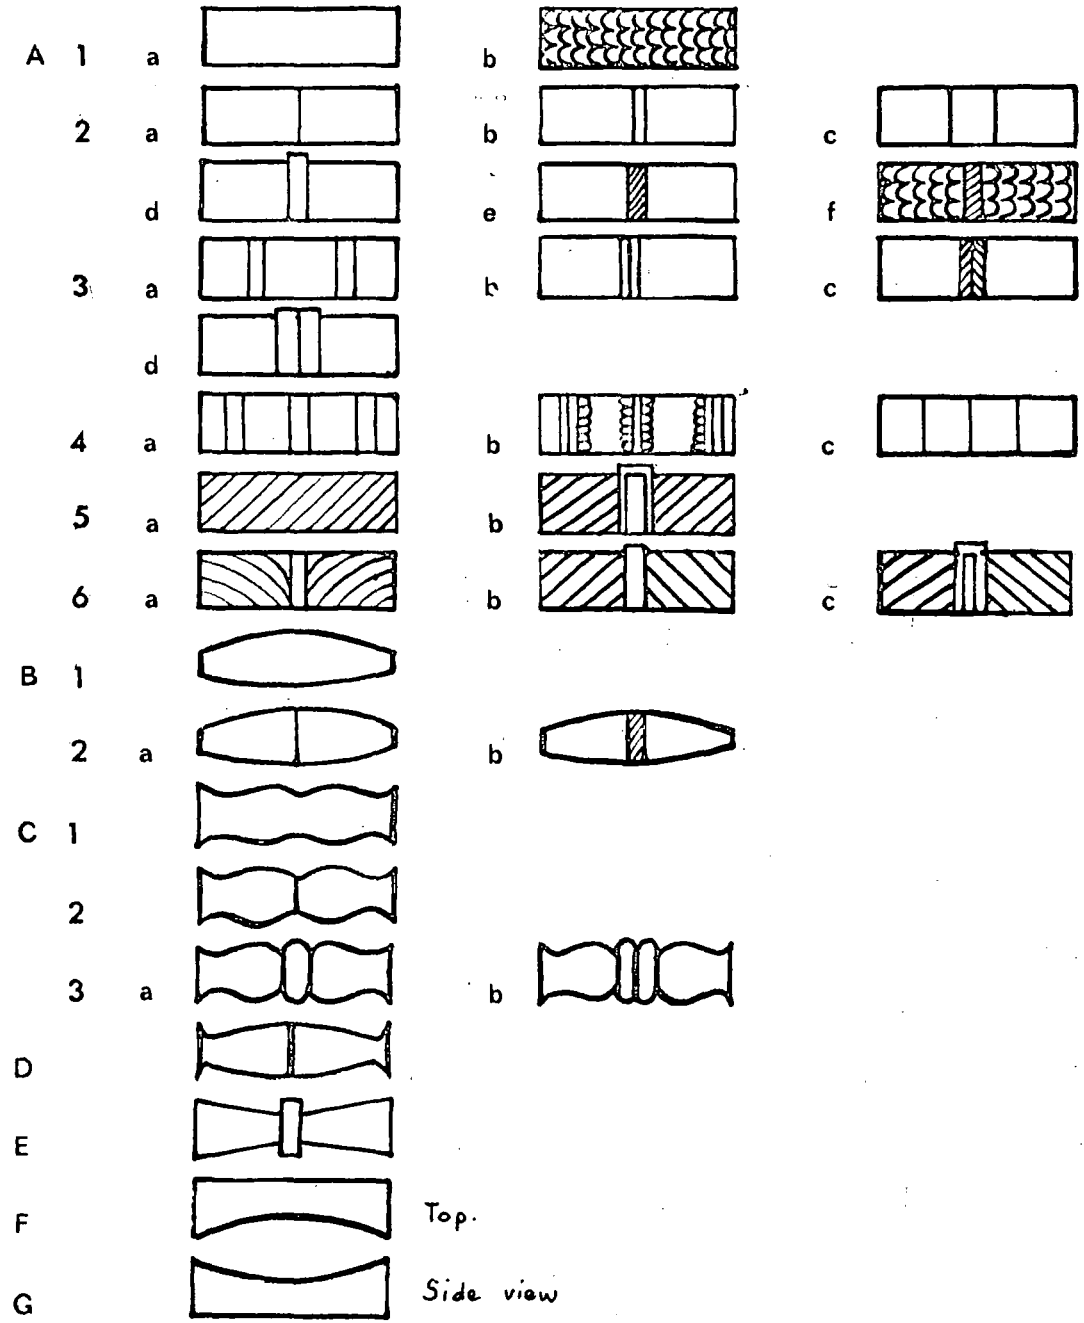 A 1 a b
2 a b c
d e f
3 a b c
d
4 a b c
5 a b
6 a b c
B 1
2 a b
C 1
2
3 a b
D
E
F Top.
G Side view